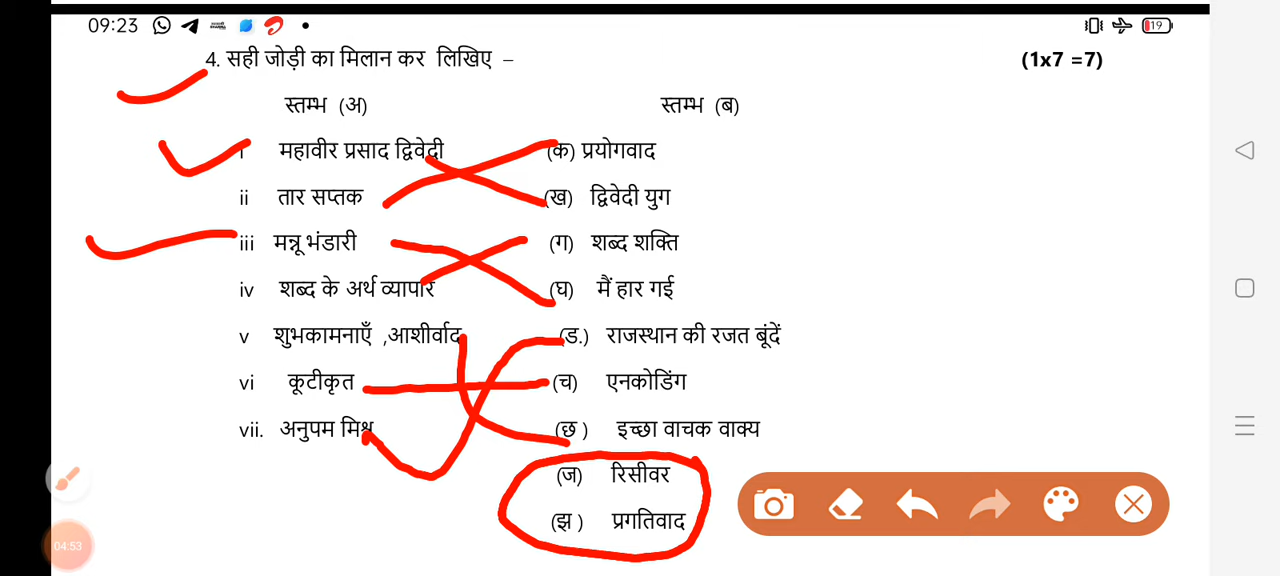 09:23 19
4. सही जोड़ी का मिलान कर लिखिए – (1x7 =7)
स्तम्भ (अ) स्तम्भ (ब)
i महावीर प्रसाद द्विवेदी (क) प्रयोगवाद
ii तार सप्तक (ख) द्विवेदी युग
iii मन्नू भंडारी (ग) शब्द शक्ति
iv शब्द के अर्थ व्यापार (घ) मैं हार गई
v शुभकामनाएँ ,आशीर्वाद (ड.) राजस्थान की रजत बूंदें
vi कूटीकृत (च) एनकोडिंग
vii. अनुपम मिश्र (छ ) इच्छा वाचक वाक्य
(ज) रिसीवर
(झ ) प्रगतिवाद
04:53